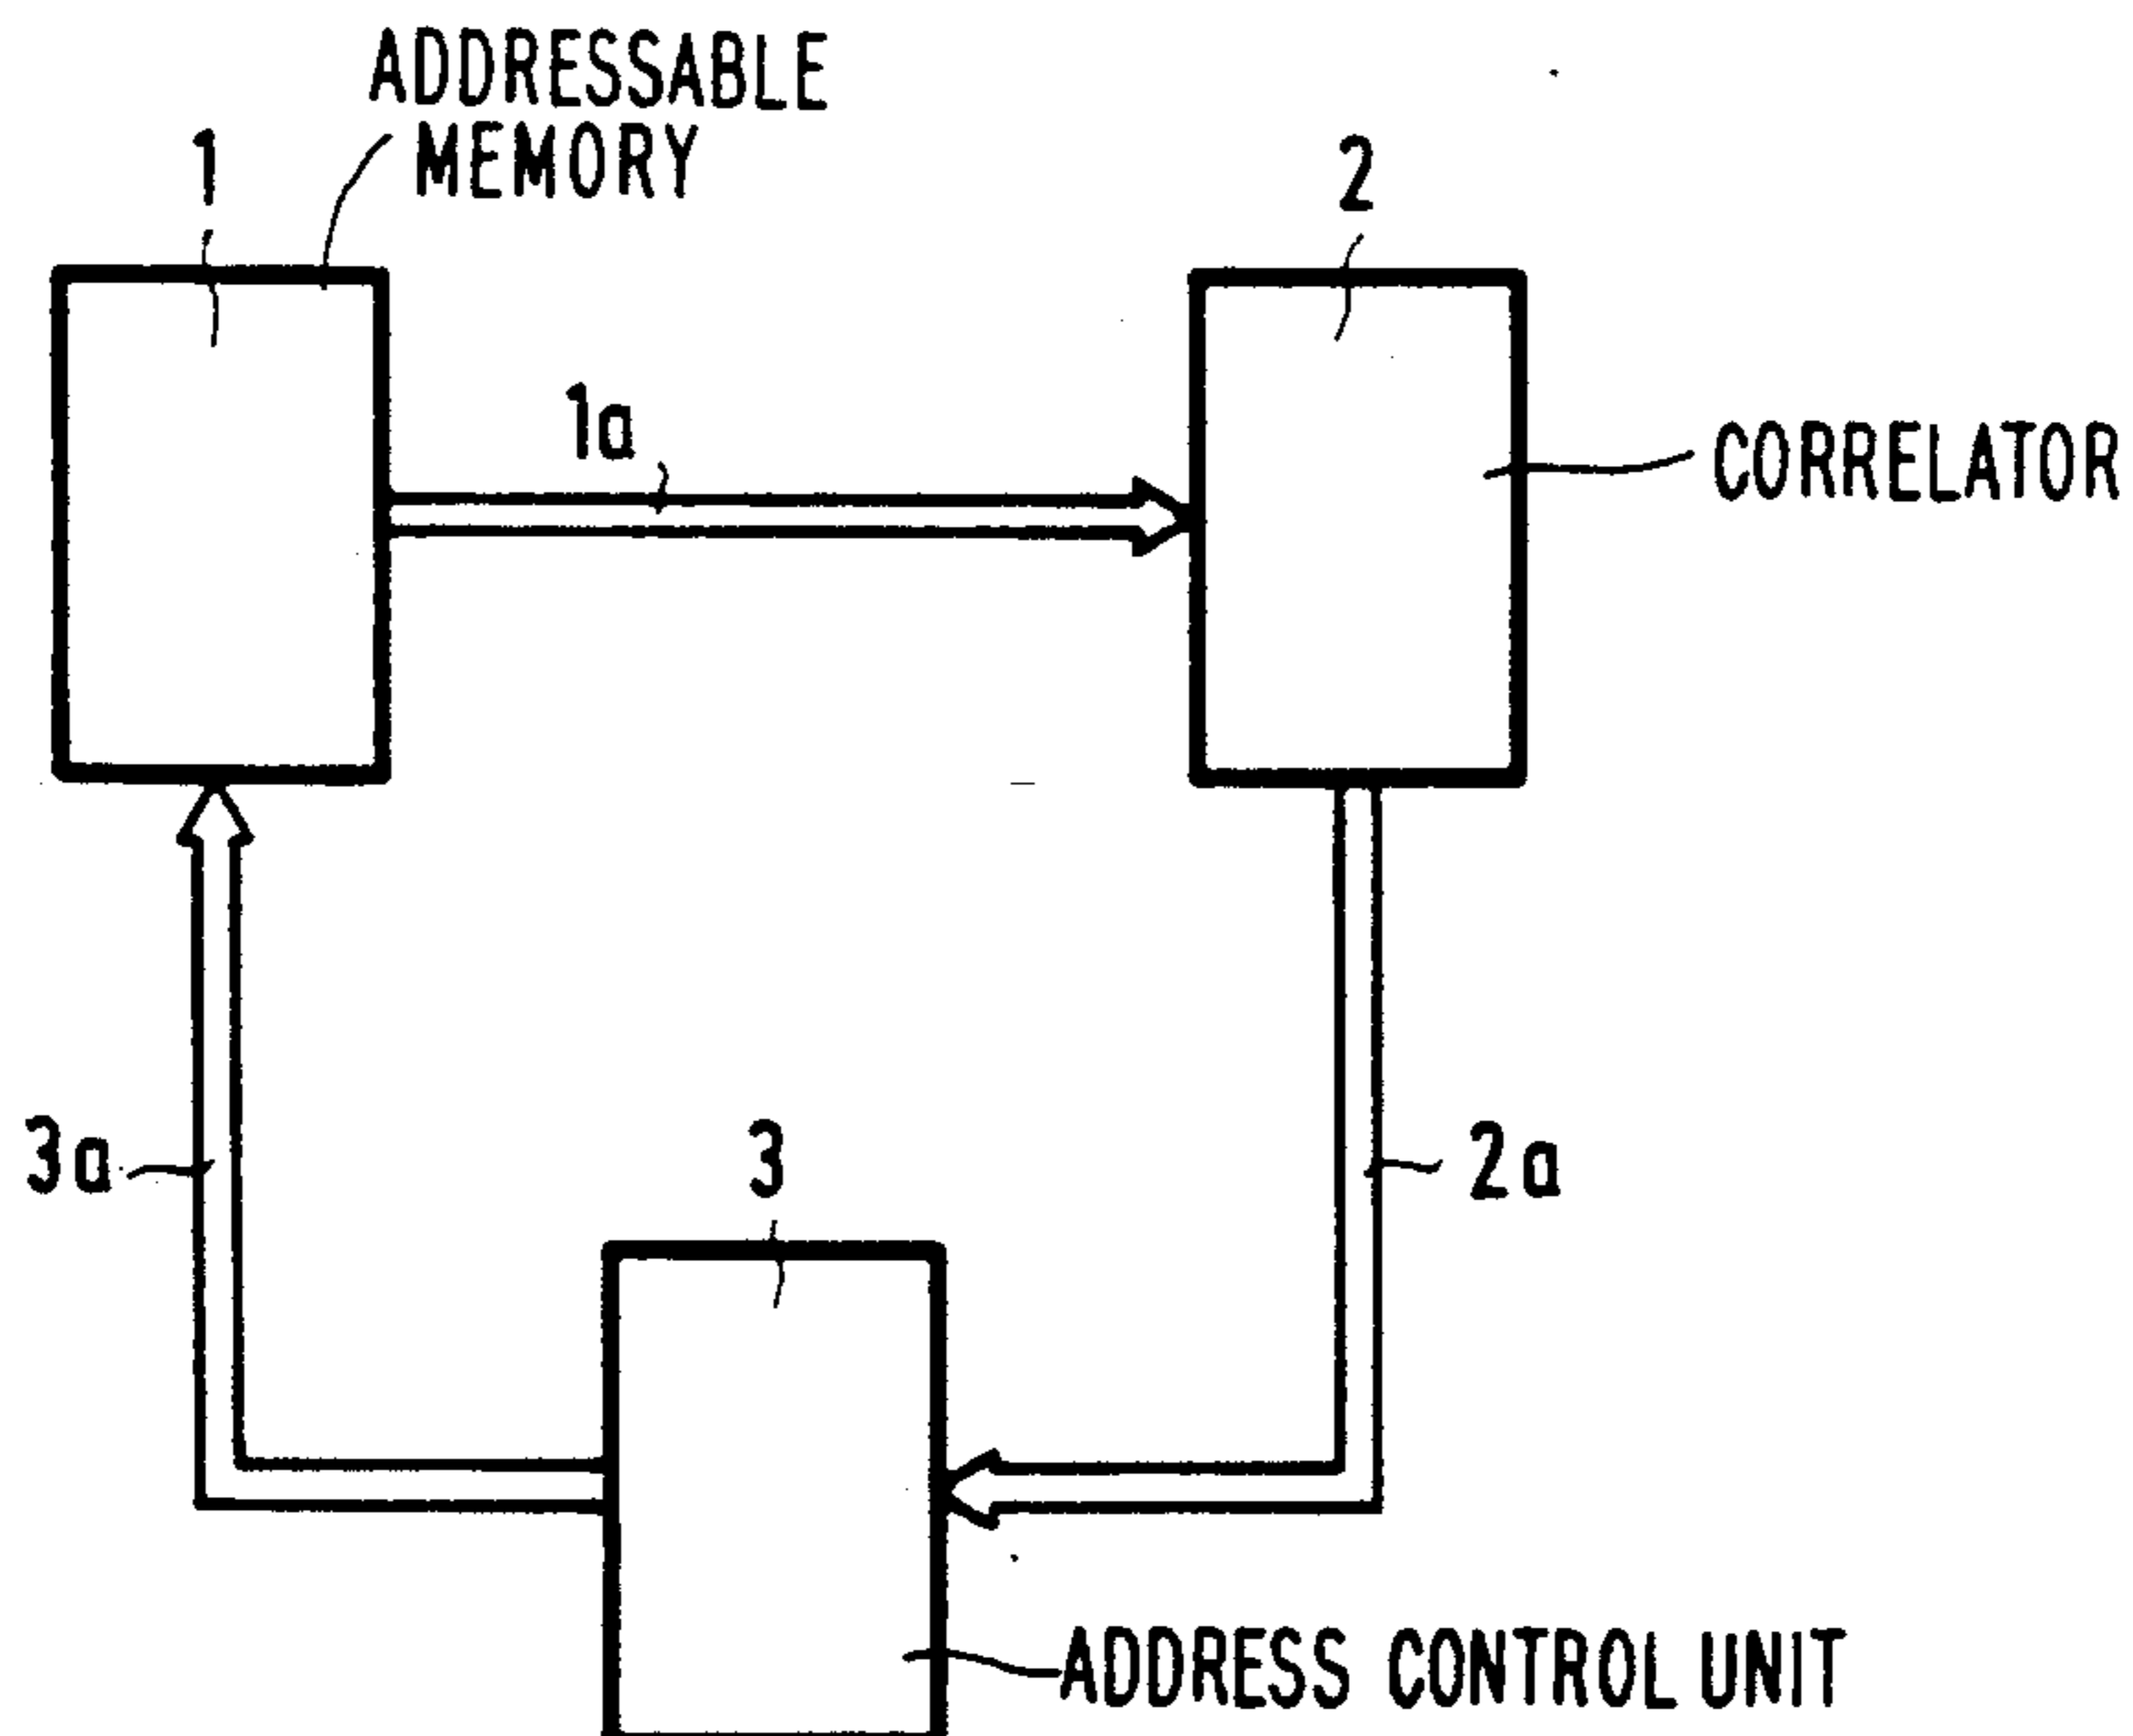 ADDRESSABLE
MEMORY
1
2
1a
CORRELATOR
3a
3
2a
ADDRESS CONTROL UNIT